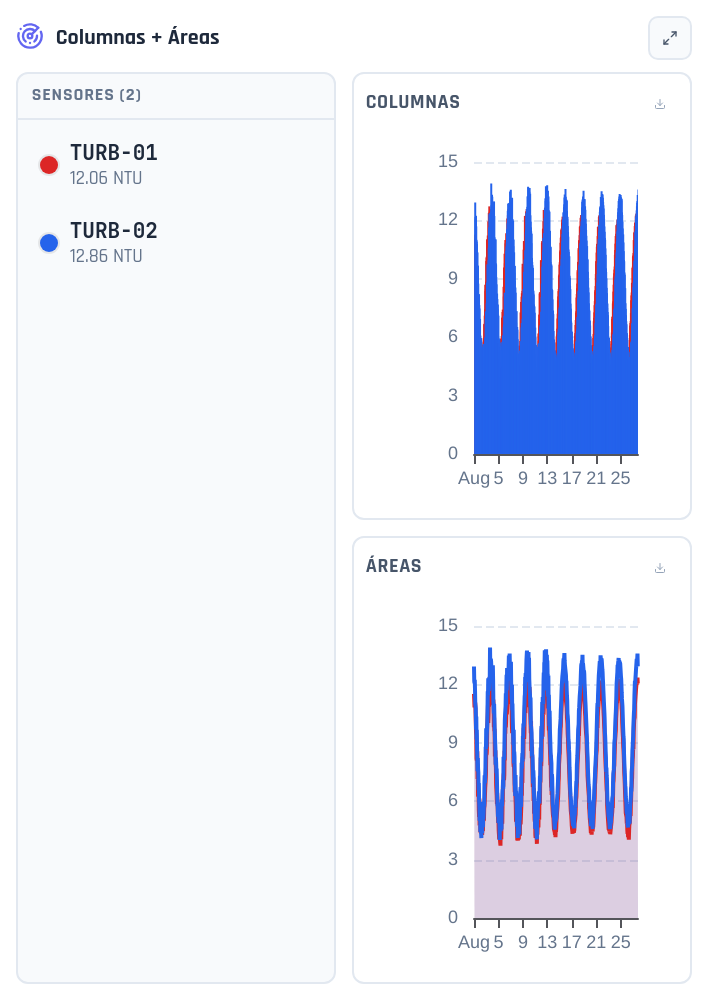 Columnas + Áreas
SENSORES (2)
TURB-01
12.06 NTU
TURB-02
12.86 NTU
COLUMNAS
15
12
9
6
3
0
Aug 5 9 13 17 21 25
ÁREAS
15
12
9
6
3
0
Aug 5 9 13 17 21 25